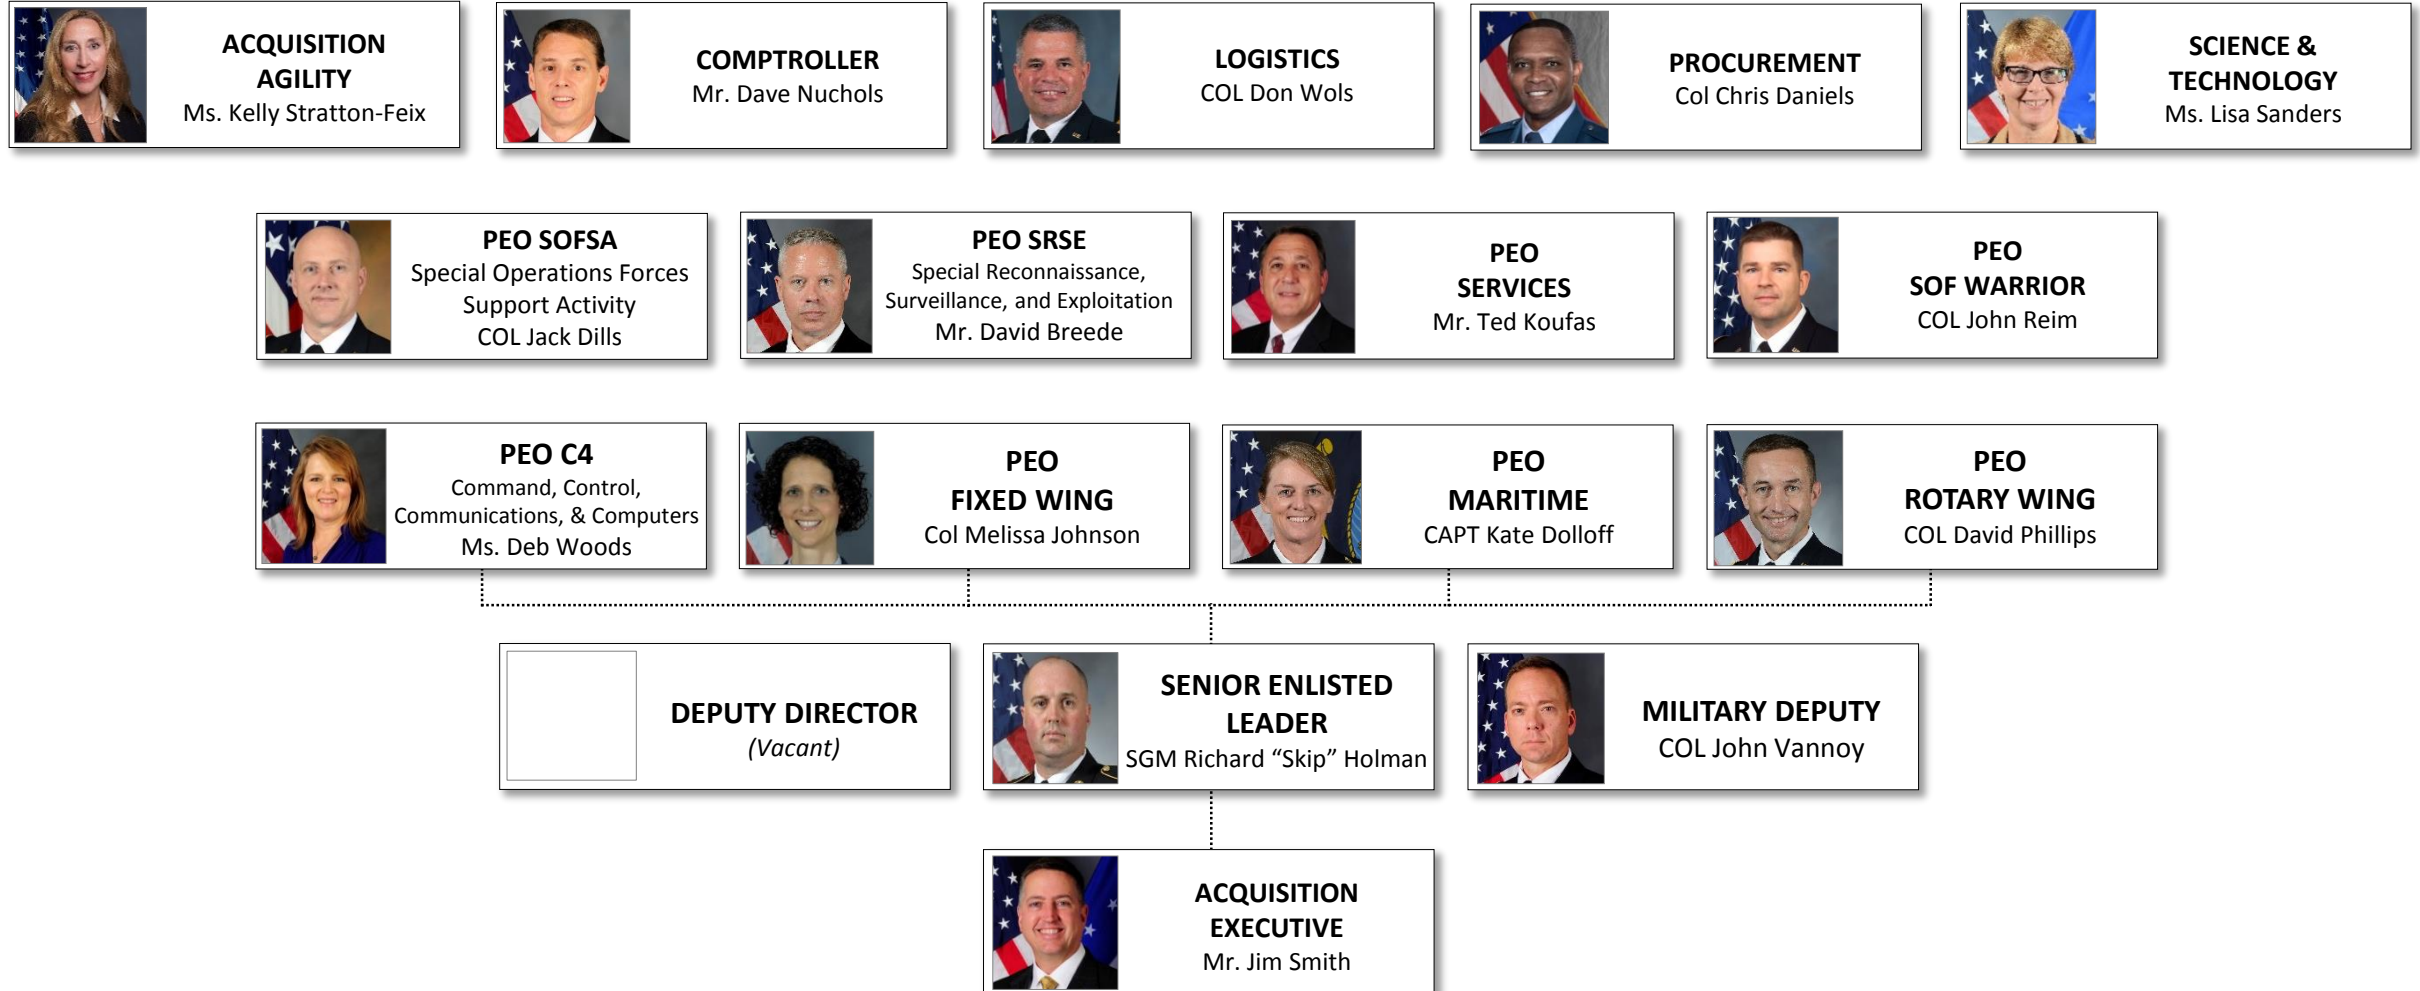 ACQUISITION
AGILITY
Ms. Kelly Stratton-Feix
COMPTROLLER
Mr. Dave Nuchols
LOGISTICS
COL Don Wols
PROCUREMENT
Col Chris Daniels
SCIENCE &
TECHNOLOGY
Ms. Lisa Sanders
PEO SOFSA
Special Operations Forces
Support Activity
COL Jack Dills
PEO SRSE
Special Reconnaissance,
Surveillance, and Exploitation
Mr. David Breede
PEO
SERVICES
Mr. Ted Koufas
PEO
SOF WARRIOR
COL John Reim
PEO C4
Command, Control,
Communications, & Computers
Ms. Deb Woods
PEO
FIXED WING
Col Melissa Johnson
PEO
MARITIME
CAPT Kate Dolloff
PEO
ROTARY WING
COL David Phillips
DEPUTY DIRECTOR
(Vacant)
SENIOR ENLISTED
LEADER
SGM Richard “Skip” Holman
MILITARY DEPUTY
COL John Vannoy
ACQUISITION
EXECUTIVE
Mr. Jim Smith